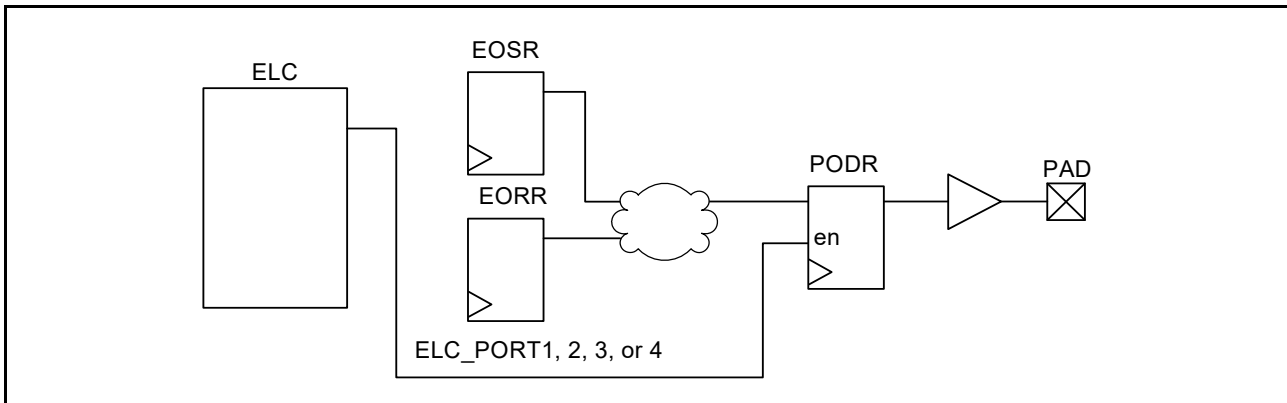 EOSR
ELC
PODR
PAD
EORR
en
ELC_PORT1, 2, 3, or 4